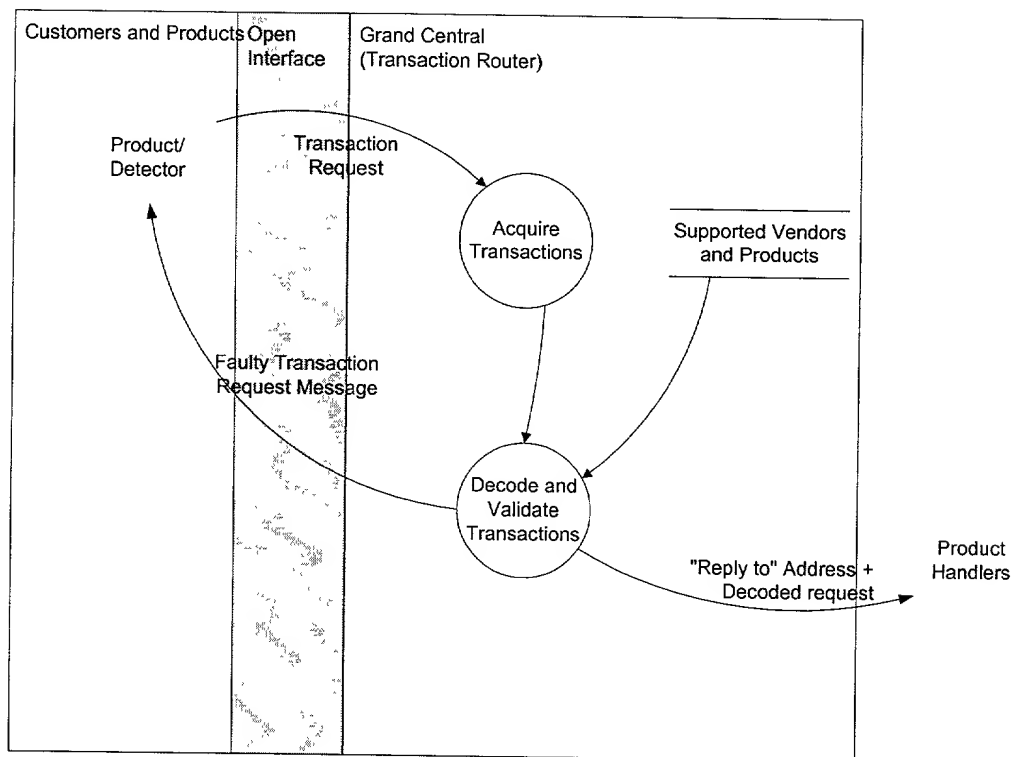 Customers and Products
Open
Interface
Grand Central
(Transaction Router)
Product/
Detector
Transaction
Request
Acquire
Transactions
Supported Vendors
and Products
Faulty Transaction
Request Message
Decode and
Validate
Transactions
"Reply to" Address +
Decoded request
Product
Handlers